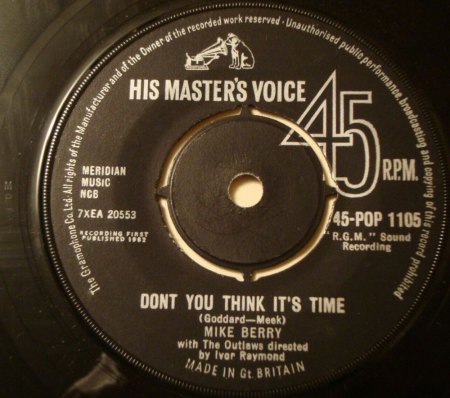 The Gramophone Co. Ltd. All rights of the Manufacturer and of the Owner of the recorded work reserved · Unauthorised public performance, broadcasting and copying of this record prohibited
HIS MASTER'S VOICE
45 R.P.M.
MERIDIAN
MUSIC
NCB
7XEA 20553
45-POP 1105
RECORDING FIRST
PUBLISHED 1962
"R.G.M." Sound
Recording
DONT YOU THINK IT'S TIME
(Goddard—Meek)
MIKE BERRY
with The Outlaws directed
by Ivor Raymond
MADE IN Gt. BRITAIN